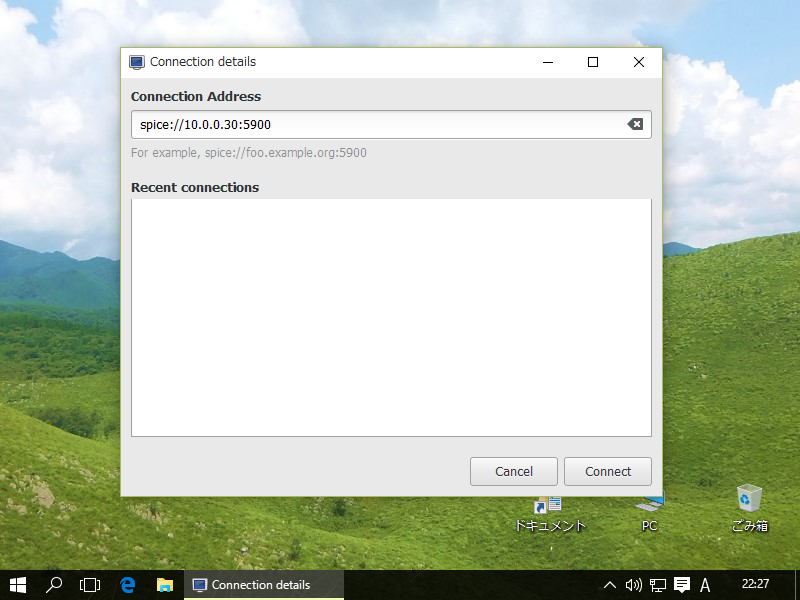 Connection details
Connection Address
spice://10.0.0.30:5900
For example, spice://foo.example.org:5900
Recent connections
Cancel
Connect
ドキュメント
PC
ごみ箱
Connection details
A
22:27